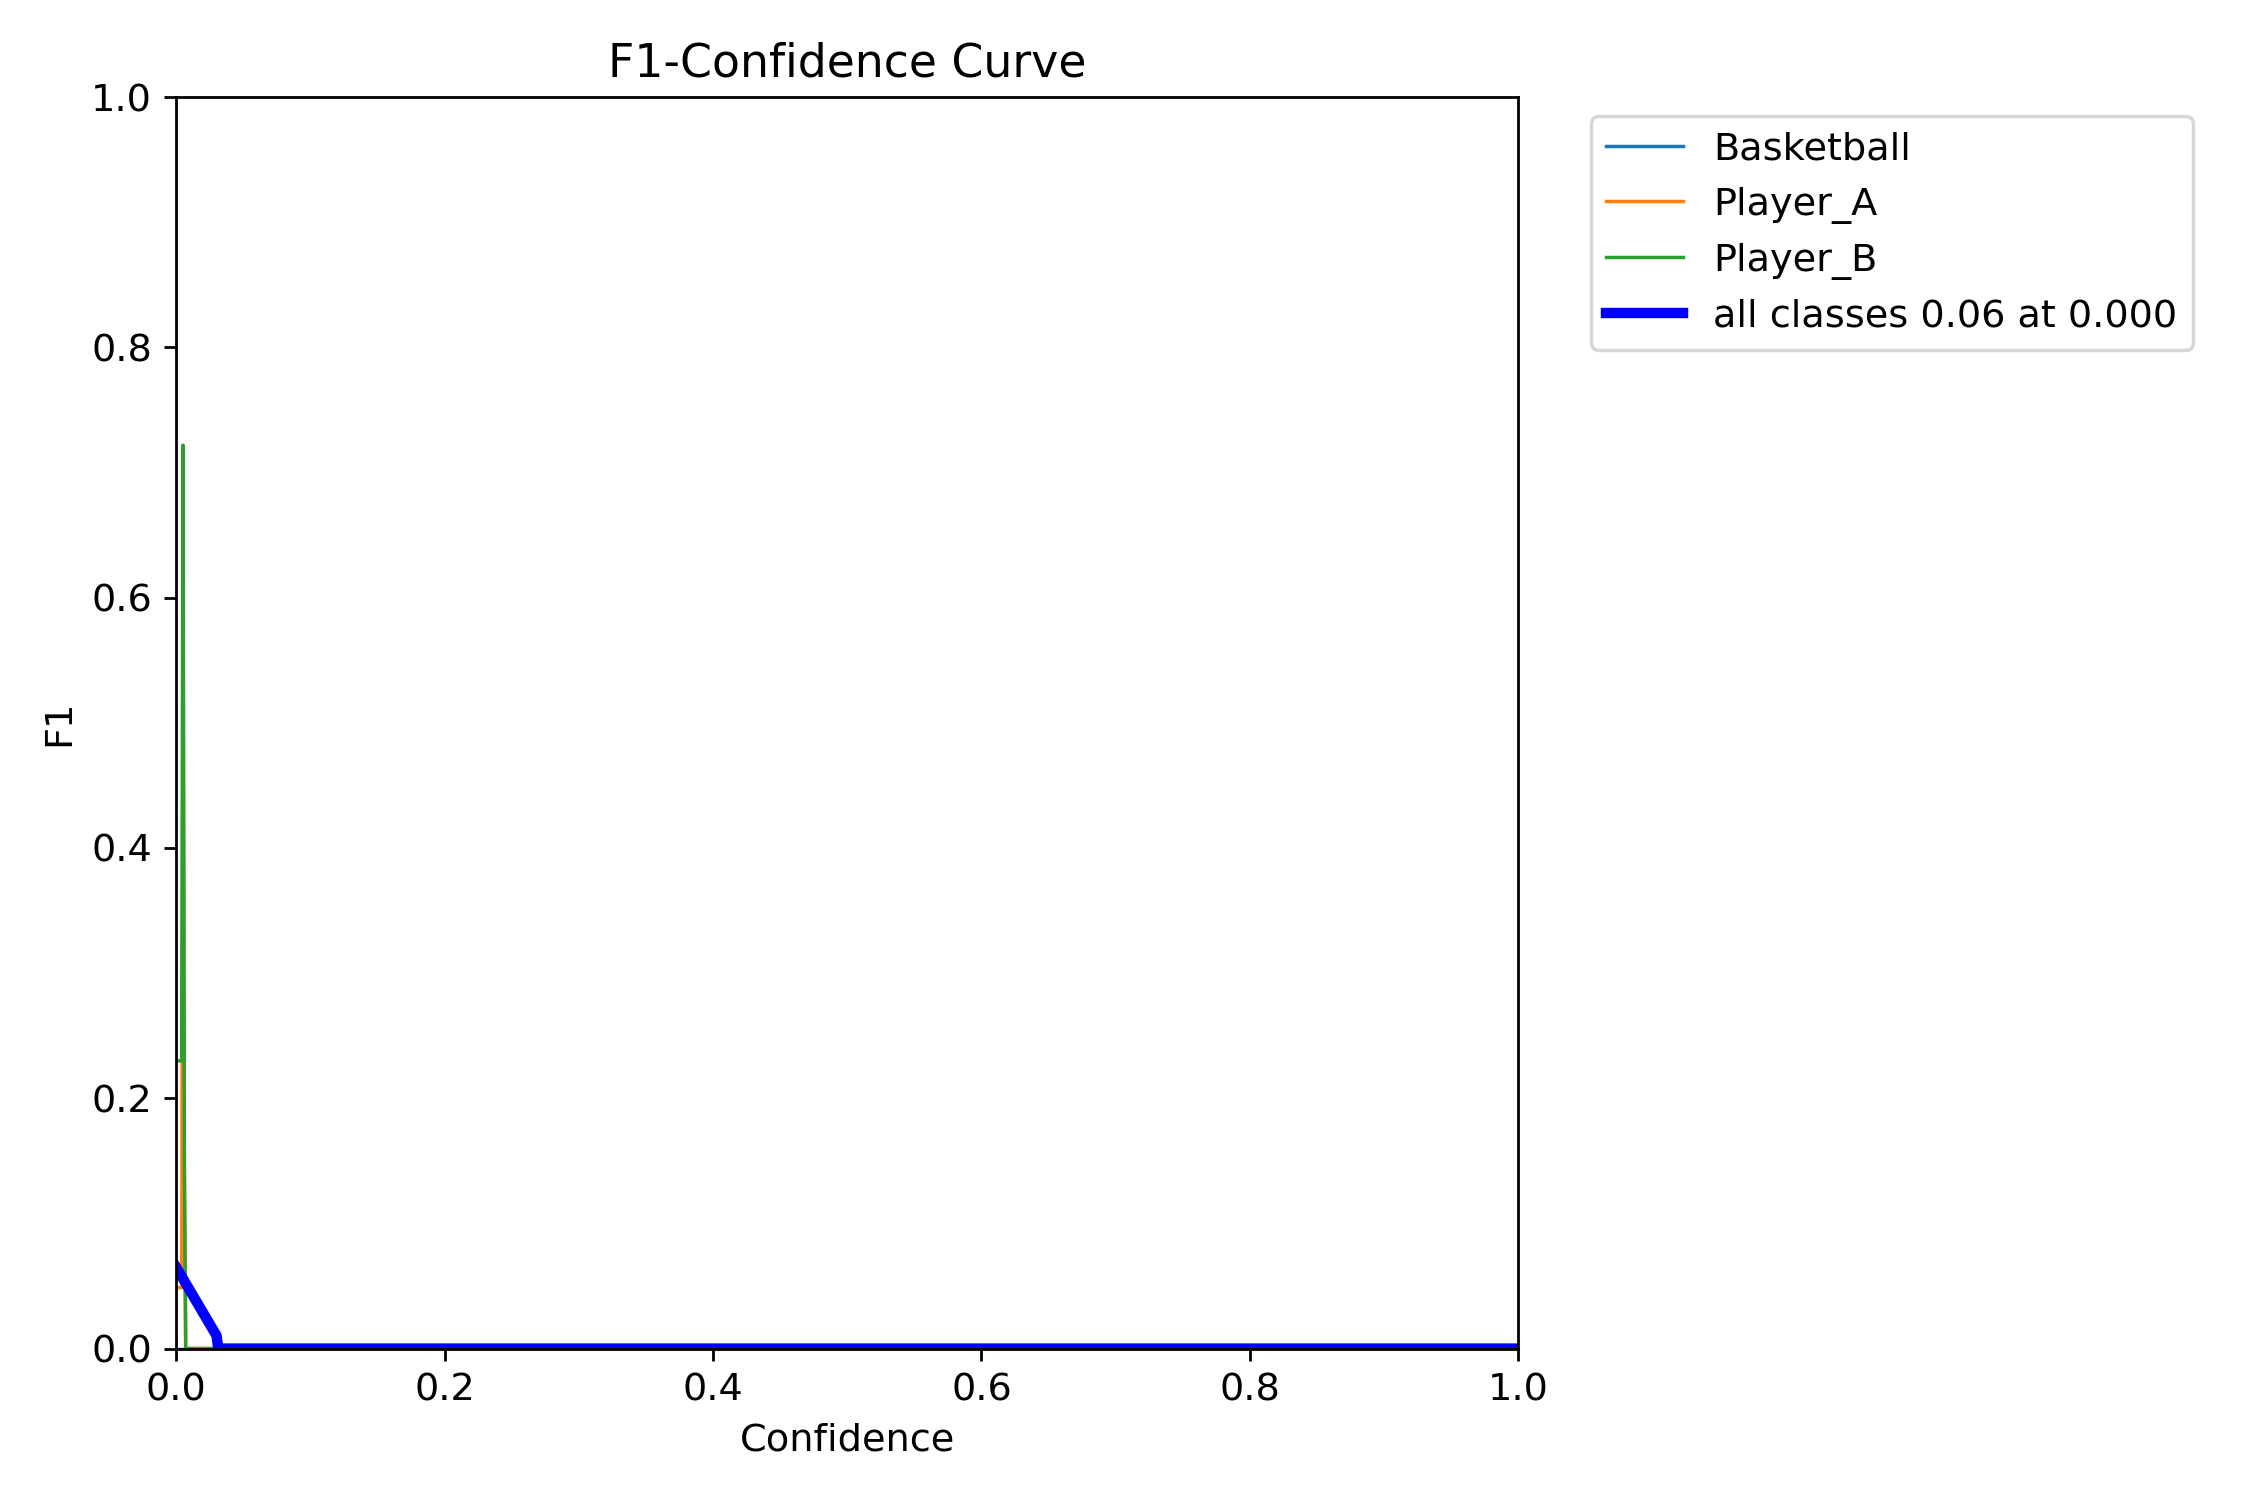 F1-Confidence Curve
1.0
0.8
0.6
0.4
0.2
0.0
F1
0.0 0.2 0.4 0.6 0.8 1.0
Confidence
Basketball
Player_A
Player_B
all classes 0.06 at 0.000